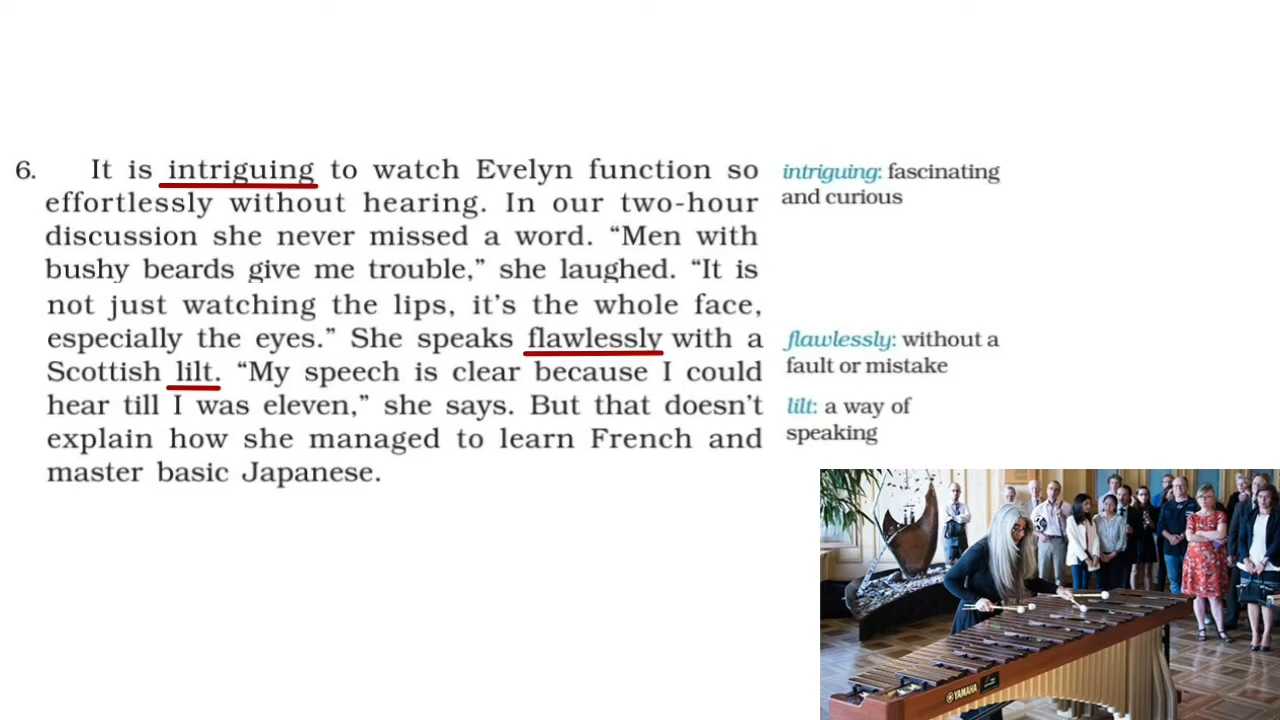 6. It is intriguing to watch Evelyn function so
effortlessly without hearing. In our two-hour
discussion she never missed a word. “Men with
bushy beards give me trouble,” she laughed. “It is
not just watching the lips, it’s the whole face,
especially the eyes.” She speaks flawlessly with a
Scottish lilt. “My speech is clear because I could
hear till I was eleven,” she says. But that doesn’t
explain how she managed to learn French and
master basic Japanese.
intriguing: fascinating
and curious
flawlessly: without a
fault or mistake
lilt: a way of
speaking
YAMAHA